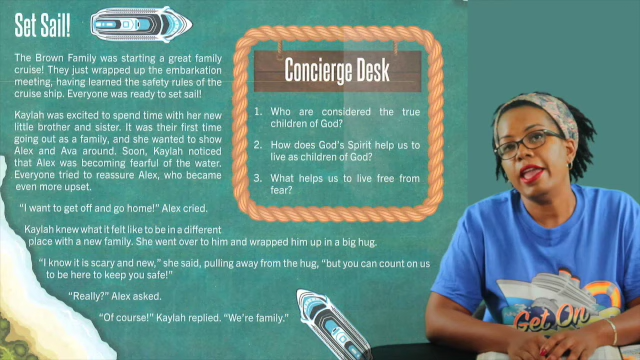 Set Sail!
The Brown Family was starting a great family
cruise! They just wrapped up the embarkation
meeting, having learned the safety rules of the
cruise ship. Everyone was ready to set sail!
Kaylah was excited to spend time with her new
little brother and sister. It was their first time
going out as a family, and she wanted to show
Alex and Ava around. Soon, Kaylah noticed
that Alex was becoming fearful of the water.
Everyone tried to reassure Alex, who became
even more upset.
"I want to get off and go home!" Alex cried.
Kaylah knew what it felt like to be in a different
place with a new family. She went over to him and wrapped him up in a big hug.
"I know it is scary and new," she said, pulling away from the hug, "but you can count on us
to be here to keep you safe!"
"Really?" Alex asked.
"Of course!" Kaylah replied. "We're family."
Concierge Desk
1. Who are considered the true
children of God?
2. How does God's Spirit help us to
live as children of God?
3. What helps us to live free from
fear?
Get On